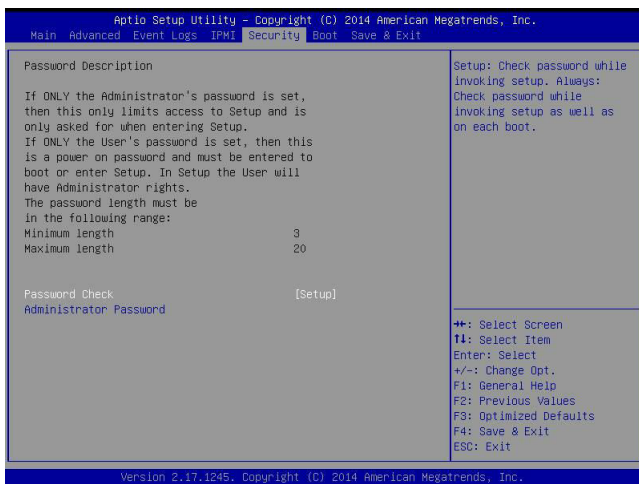 Aptio Setup Utility – Copyright (C) 2014 American Megatrends, Inc.
Main Advanced Event Logs IPMI Security Boot Save & Exit
Password Description
If ONLY the Administrator's password is set,
then this only limits access to Setup and is
only asked for when entering Setup.
If ONLY the User's password is set, then this
is a power on password and must be entered to
boot or enter Setup. In Setup the User will
have Administrator rights.
The password length must be
in the following range:
Minimum length 3
Maximum length 20
Password Check [Setup]
Administrator Password
Setup: Check password while
invoking setup. Always:
Check password while
invoking setup as well as
on each boot.
→←: Select Screen
↑↓: Select Item
Enter: Select
+/-: Change Opt.
F1: General Help
F2: Previous Values
F3: Optimized Defaults
F4: Save & Exit
ESC: Exit
Version 2.17.1245. Copyright (C) 2014 American Megatrends, Inc.